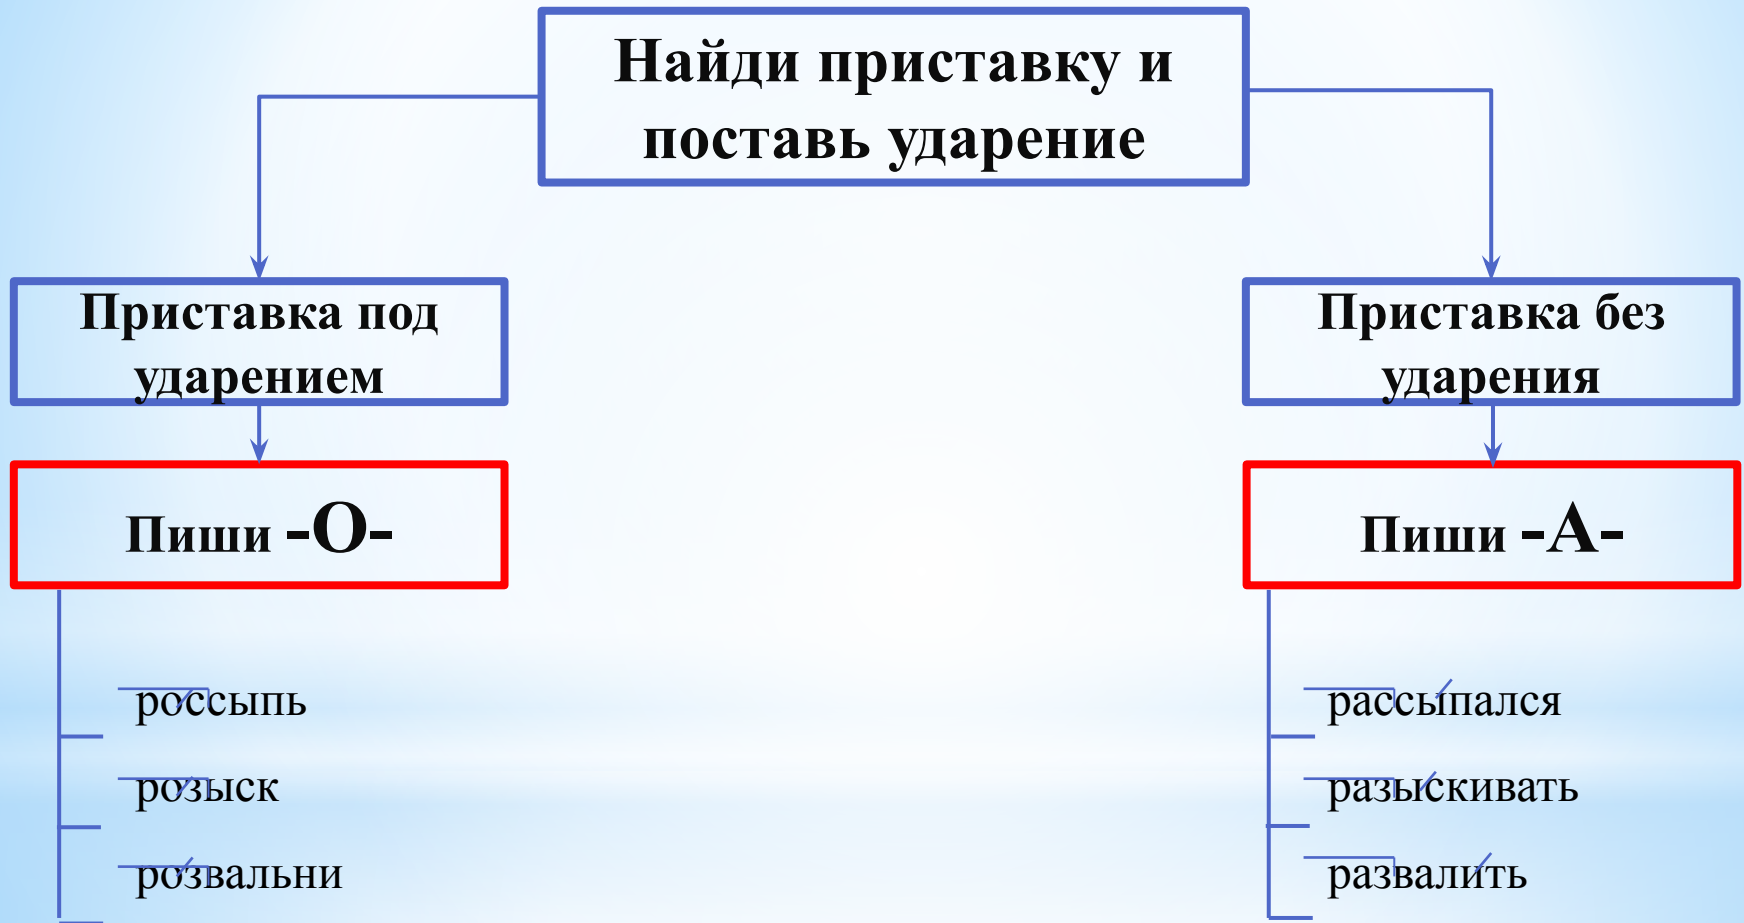 Найди приставку и
поставь ударение
Приставка под
ударением
Приставка без
ударения
Пиши -О-
Пиши -А-
россыпь
розыск
розвальни
рассыпался
разыскивать
развалить